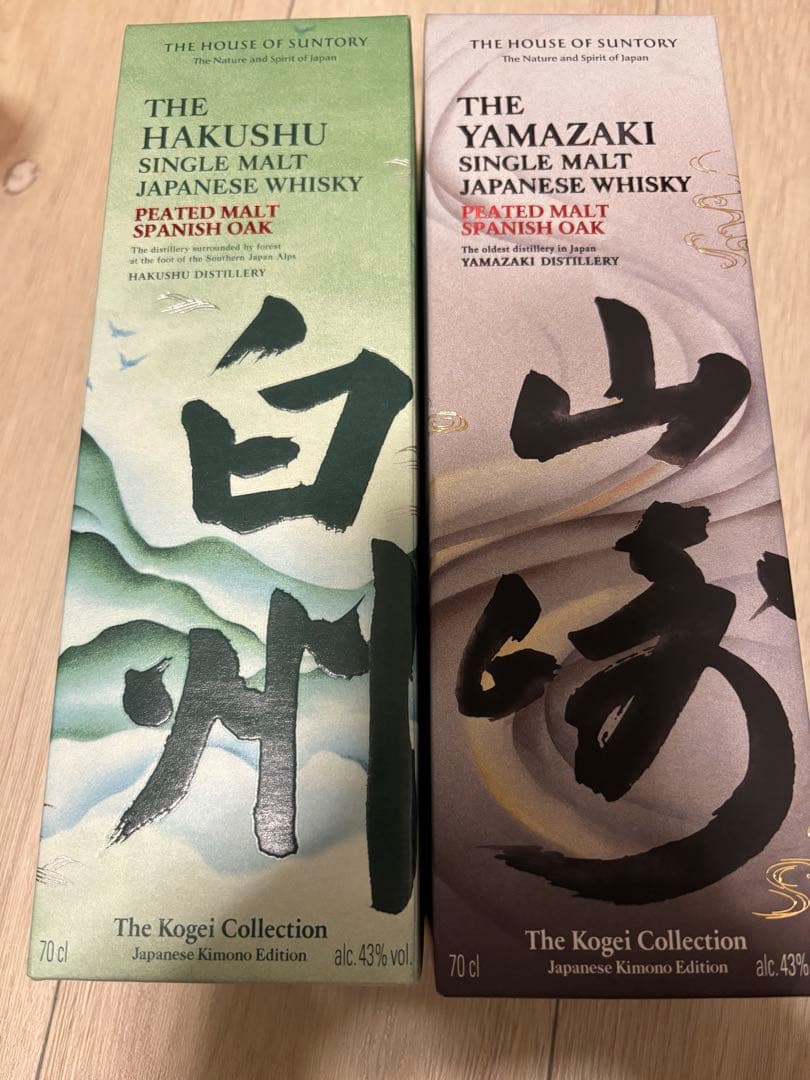 THE HOUSE OF SUNTORY
The Nature and Spirit of Japan
THE
HAKUSHU
SINGLE MALT
JAPANESE WHISKY
PEATED MALT
SPANISH OAK
The distillery surrounded by forest
at the foot of the Southern Japan Alps
HAKUSHU DISTILLERY
白州
The Kogei Collection
Japanese Kimono Edition
70 cl
alc. 43% vol.
THE HOUSE OF SUNTORY
The Nature and Spirit of Japan
THE
YAMAZAKI
SINGLE MALT
JAPANESE WHISKY
PEATED MALT
SPANISH OAK
The oldest distillery in Japan
YAMAZAKI DISTILLERY
山崎
The Kogei Collection
Japanese Kimono Edition
70 cl
alc. 43%